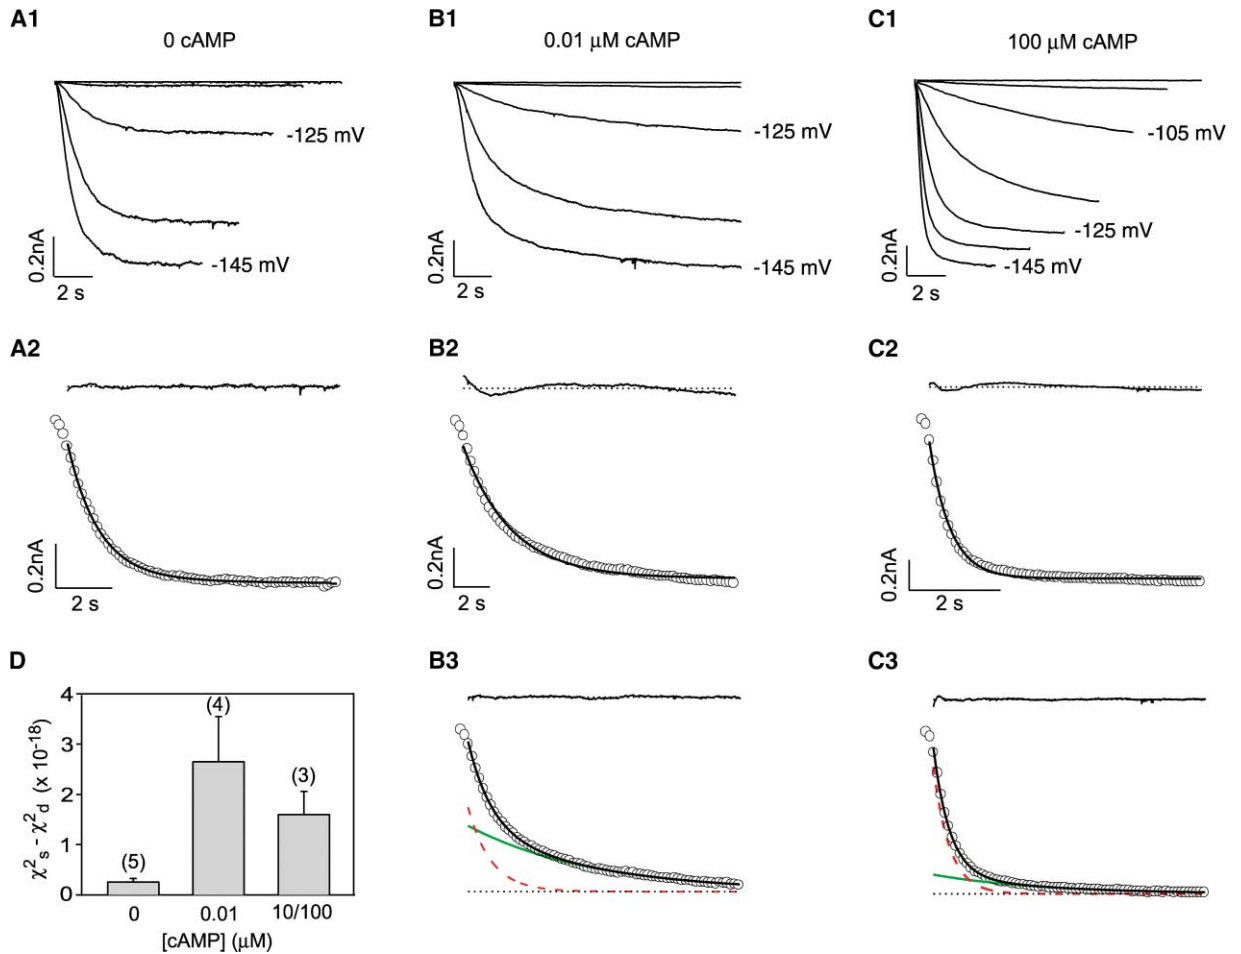 A1
0 cAMP
-125 mV
-145 mV
0.2nA
2 s
B1
0.01 μM cAMP
-125 mV
-145 mV
0.2nA
2 s
C1
100 μM cAMP
-105 mV
-125 mV
-145 mV
0.2nA
2 s
A2
0.2nA
2 s
B2
0.2nA
2 s
C2
0.2nA
2 s
D
χ²s - χ²d (x 10⁻¹⁸)
4
3
2
1
0
(5)
(4)
(3)
0 0.01 10/100
[cAMP] (μM)
B3
C3